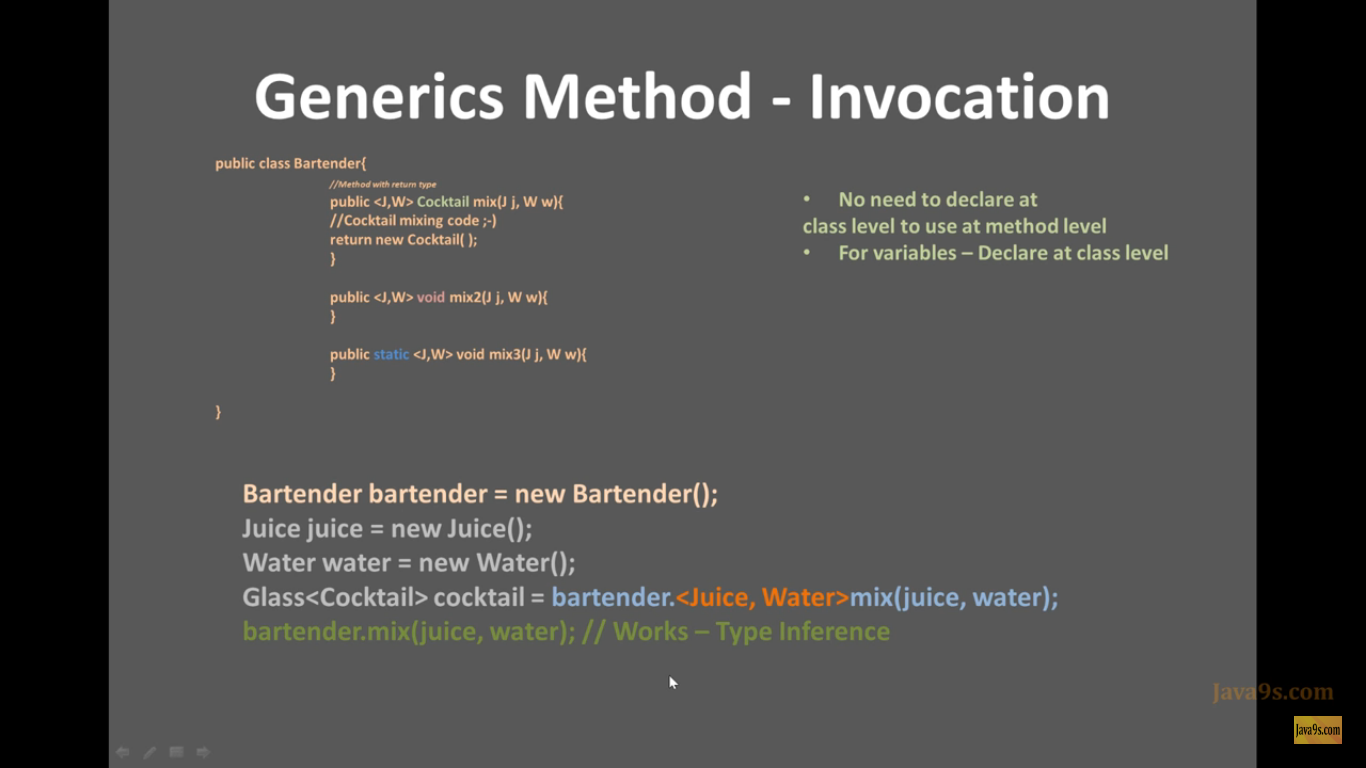 Generics Method - Invocation
public class Bartender{
//Method with return type
public <J,W> Cocktail mix(J j, W w){
//Cocktail mixing code ;-)
return new Cocktail( );
}
public <J,W> void mix2(J j, W w){
}
public static <J,W> void mix3(J j, W w){
}
}
• No need to declare at
class level to use at method level
• For variables – Declare at class level
Bartender bartender = new Bartender();
Juice juice = new Juice();
Water water = new Water();
Glass<Cocktail> cocktail = bartender.<Juice, Water>mix(juice, water);
bartender.mix(juice, water); // Works – Type Inference
Java9s.com
Java9s.com